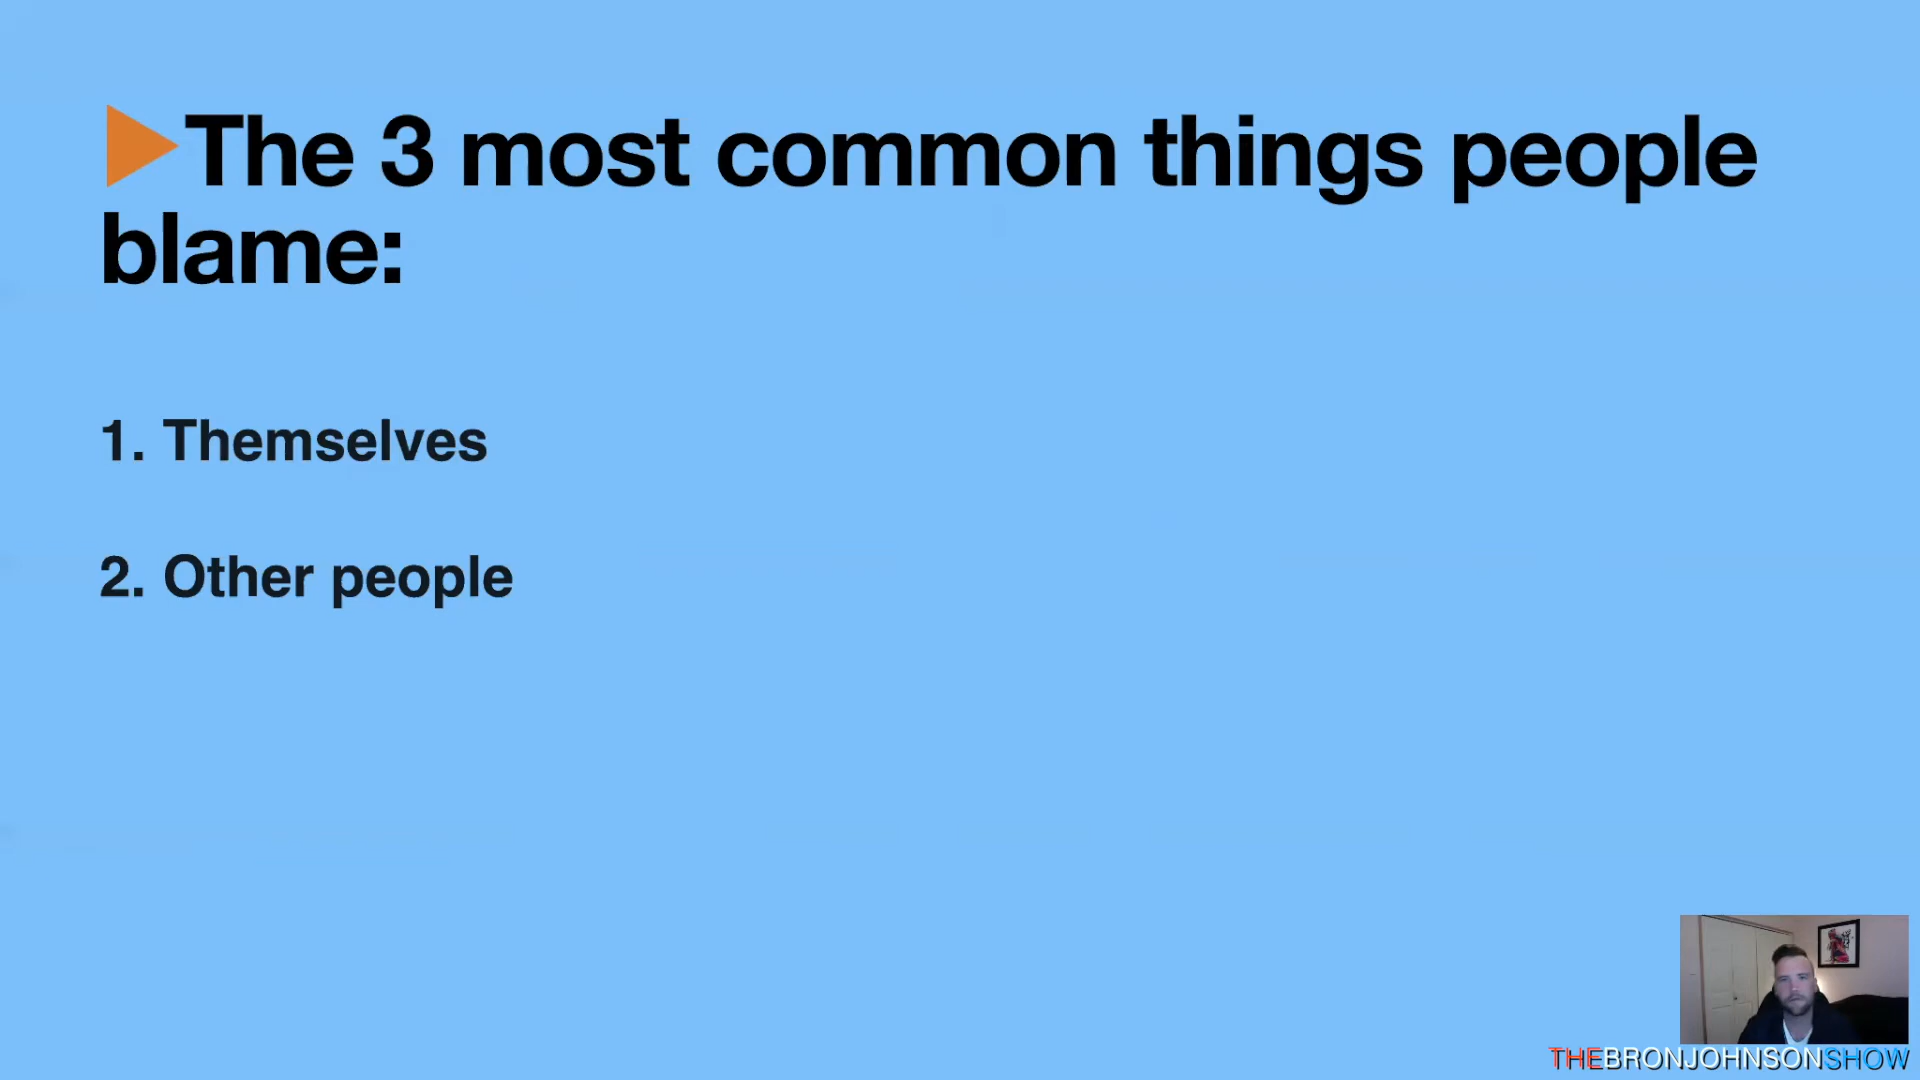 The 3 most common things people
blame:
1. Themselves
2. Other people
THEBRONJOHNSONSHOW